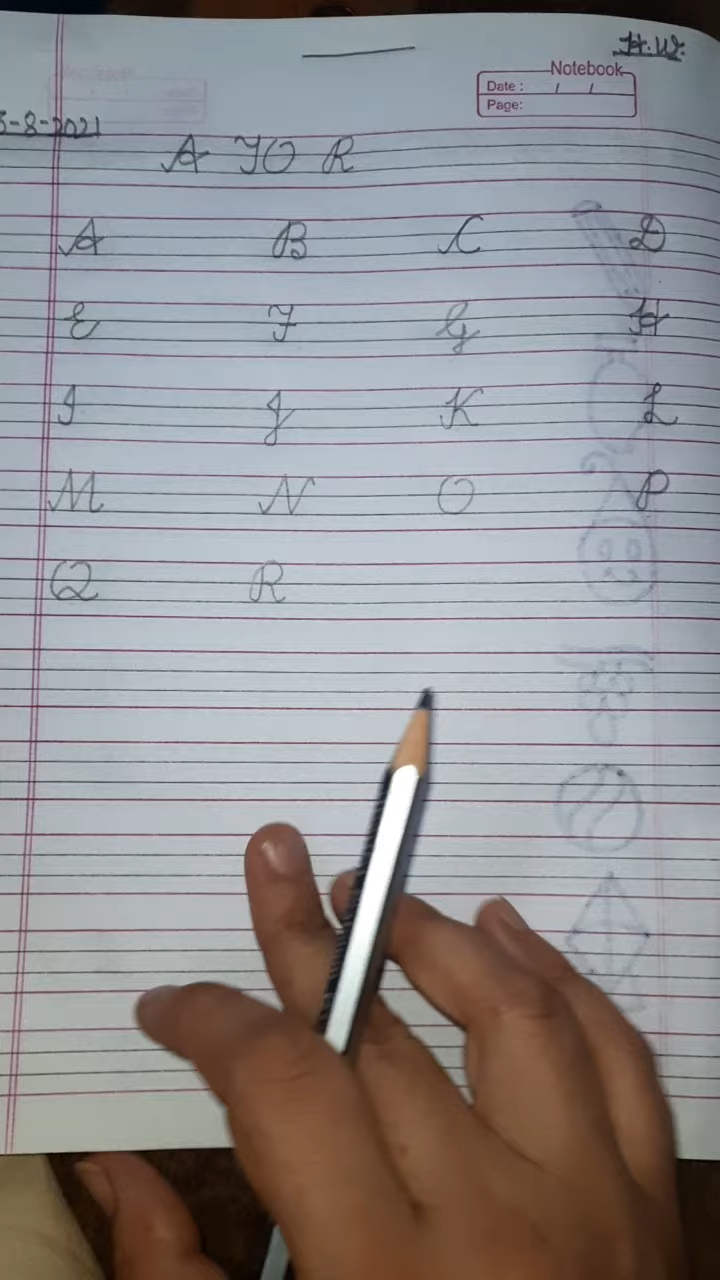 H.W.
Notebook
Date : / /
Page:
-8-2021
A TO R
A B C D
E F G H
I J K L
M N O P
Q R